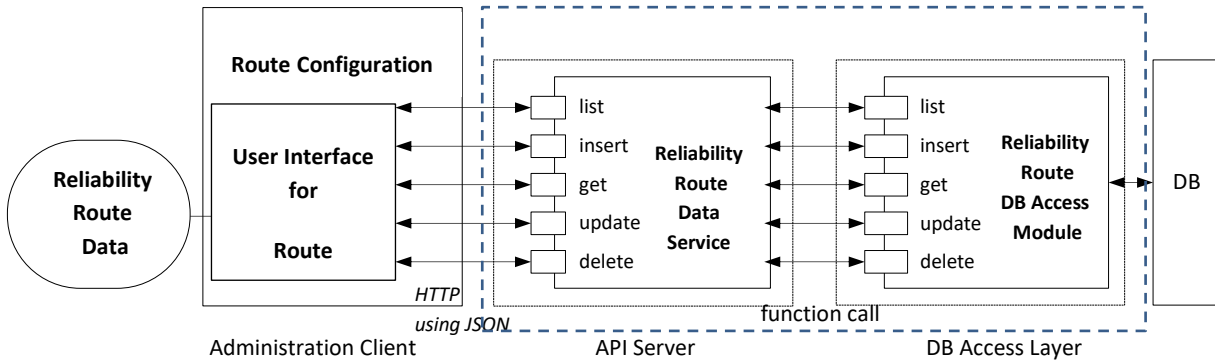 Route Configuration
Reliability
Route
Data
User Interface
for
Route
HTTP
using JSON
list
insert
get
update
delete
Reliability
Route
Data
Service
function call
list
insert
get
update
delete
Reliability
Route
DB Access
Module
DB
Administration Client
API Server
DB Access Layer